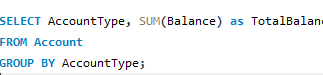 SELECT AccountType, SUM(Balance) as TotalBalan
FROM Account
GROUP BY AccountType;